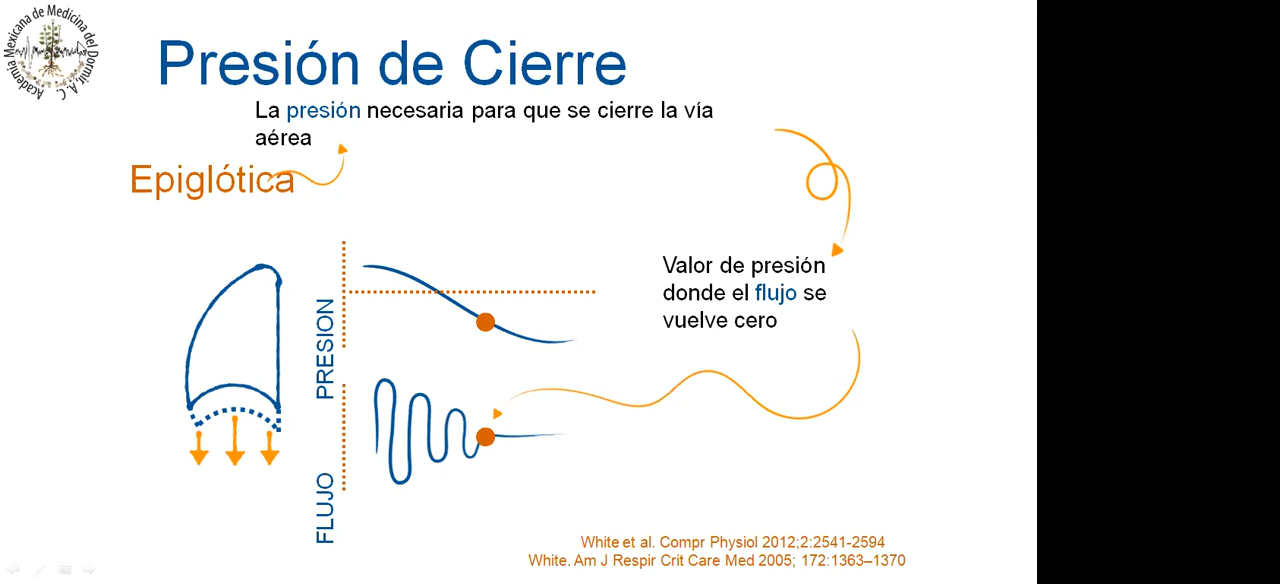 Academia Mexicana de Medicina del Dormir, A. C.
Presión de Cierre
La presión necesaria para que se cierre la vía
aérea
Epiglótica
Valor de presión
donde el flujo se
vuelve cero
PRESION
FLUJO
White et al. Compr Physiol 2012;2:2541-2594
White. Am J Respir Crit Care Med 2005; 172:1363–1370